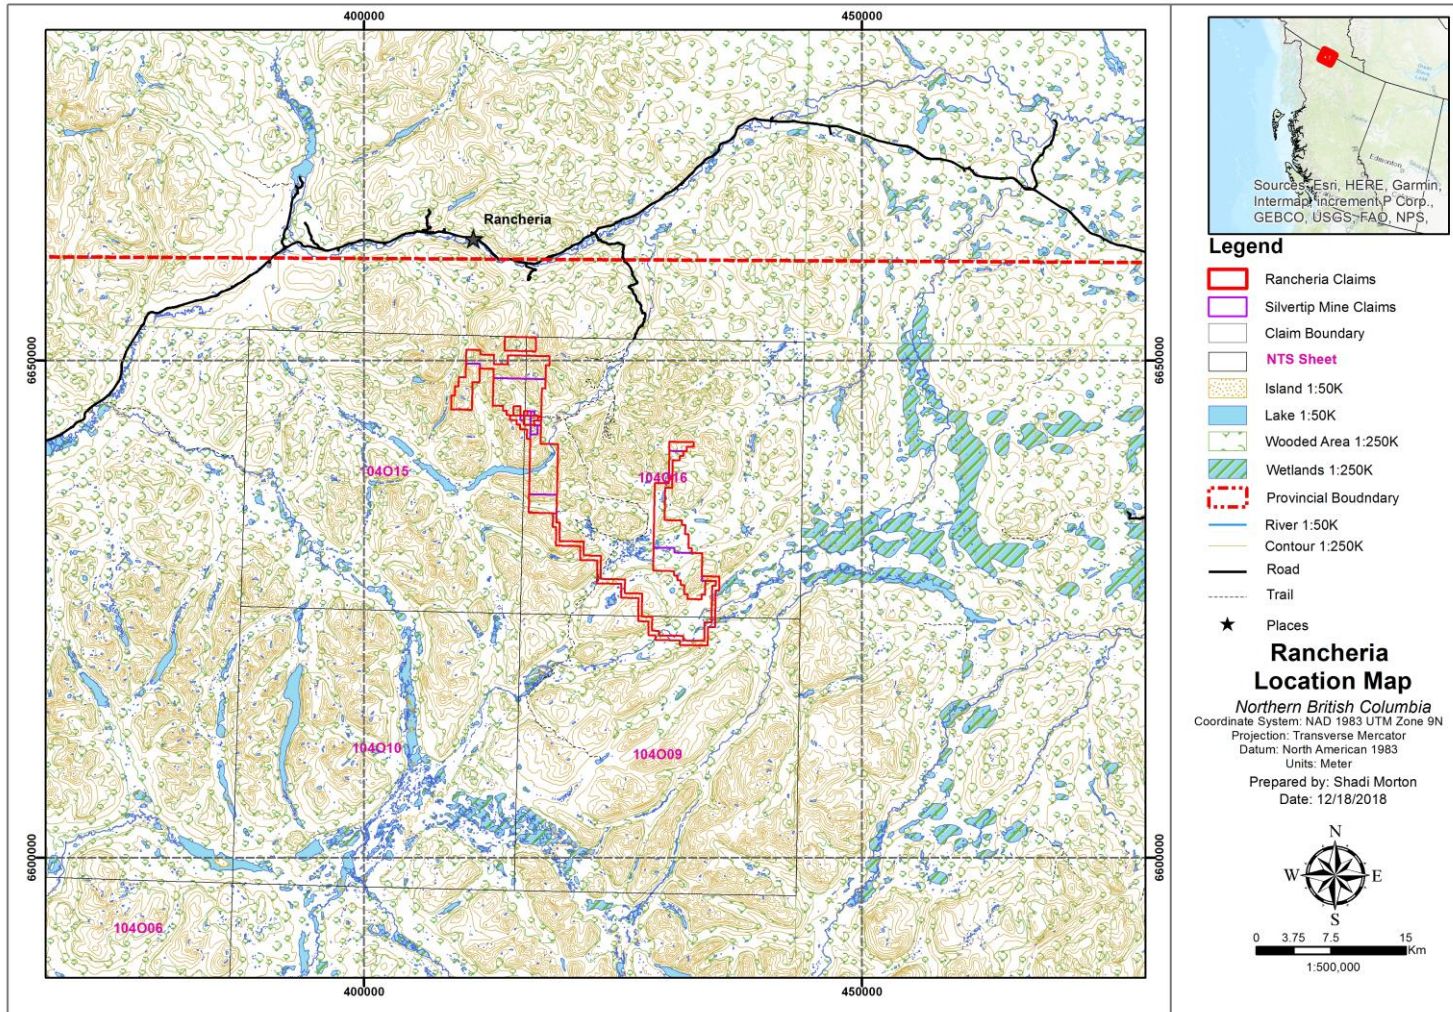 400000
450000
Rancheria
6650000
6650000
104O15
104O16
104O10
104O09
6600000
6600000
104O06
400000
450000
Edmonton
Sources: Esri, HERE, Garmin,
Intermap, increment P Corp.,
GEBCO, USGS, FAO, NPS,
Legend
Rancheria Claims
Silvertip Mine Claims
Claim Boundary
NTS Sheet
Island 1:50K
Lake 1:50K
Wooded Area 1:250K
Wetlands 1:250K
Provincial Boudndary
River 1:50K
Contour 1:250K
Road
Trail
Places
Rancheria
Location Map
Northern British Columbia
Coordinate System: NAD 1983 UTM Zone 9N
Projection: Transverse Mercator
Datum: North American 1983
Units: Meter
Prepared by: Shadi Morton
Date: 12/18/2018
N
W E
S
0 3.75 7.5 15
Km
1:500,000